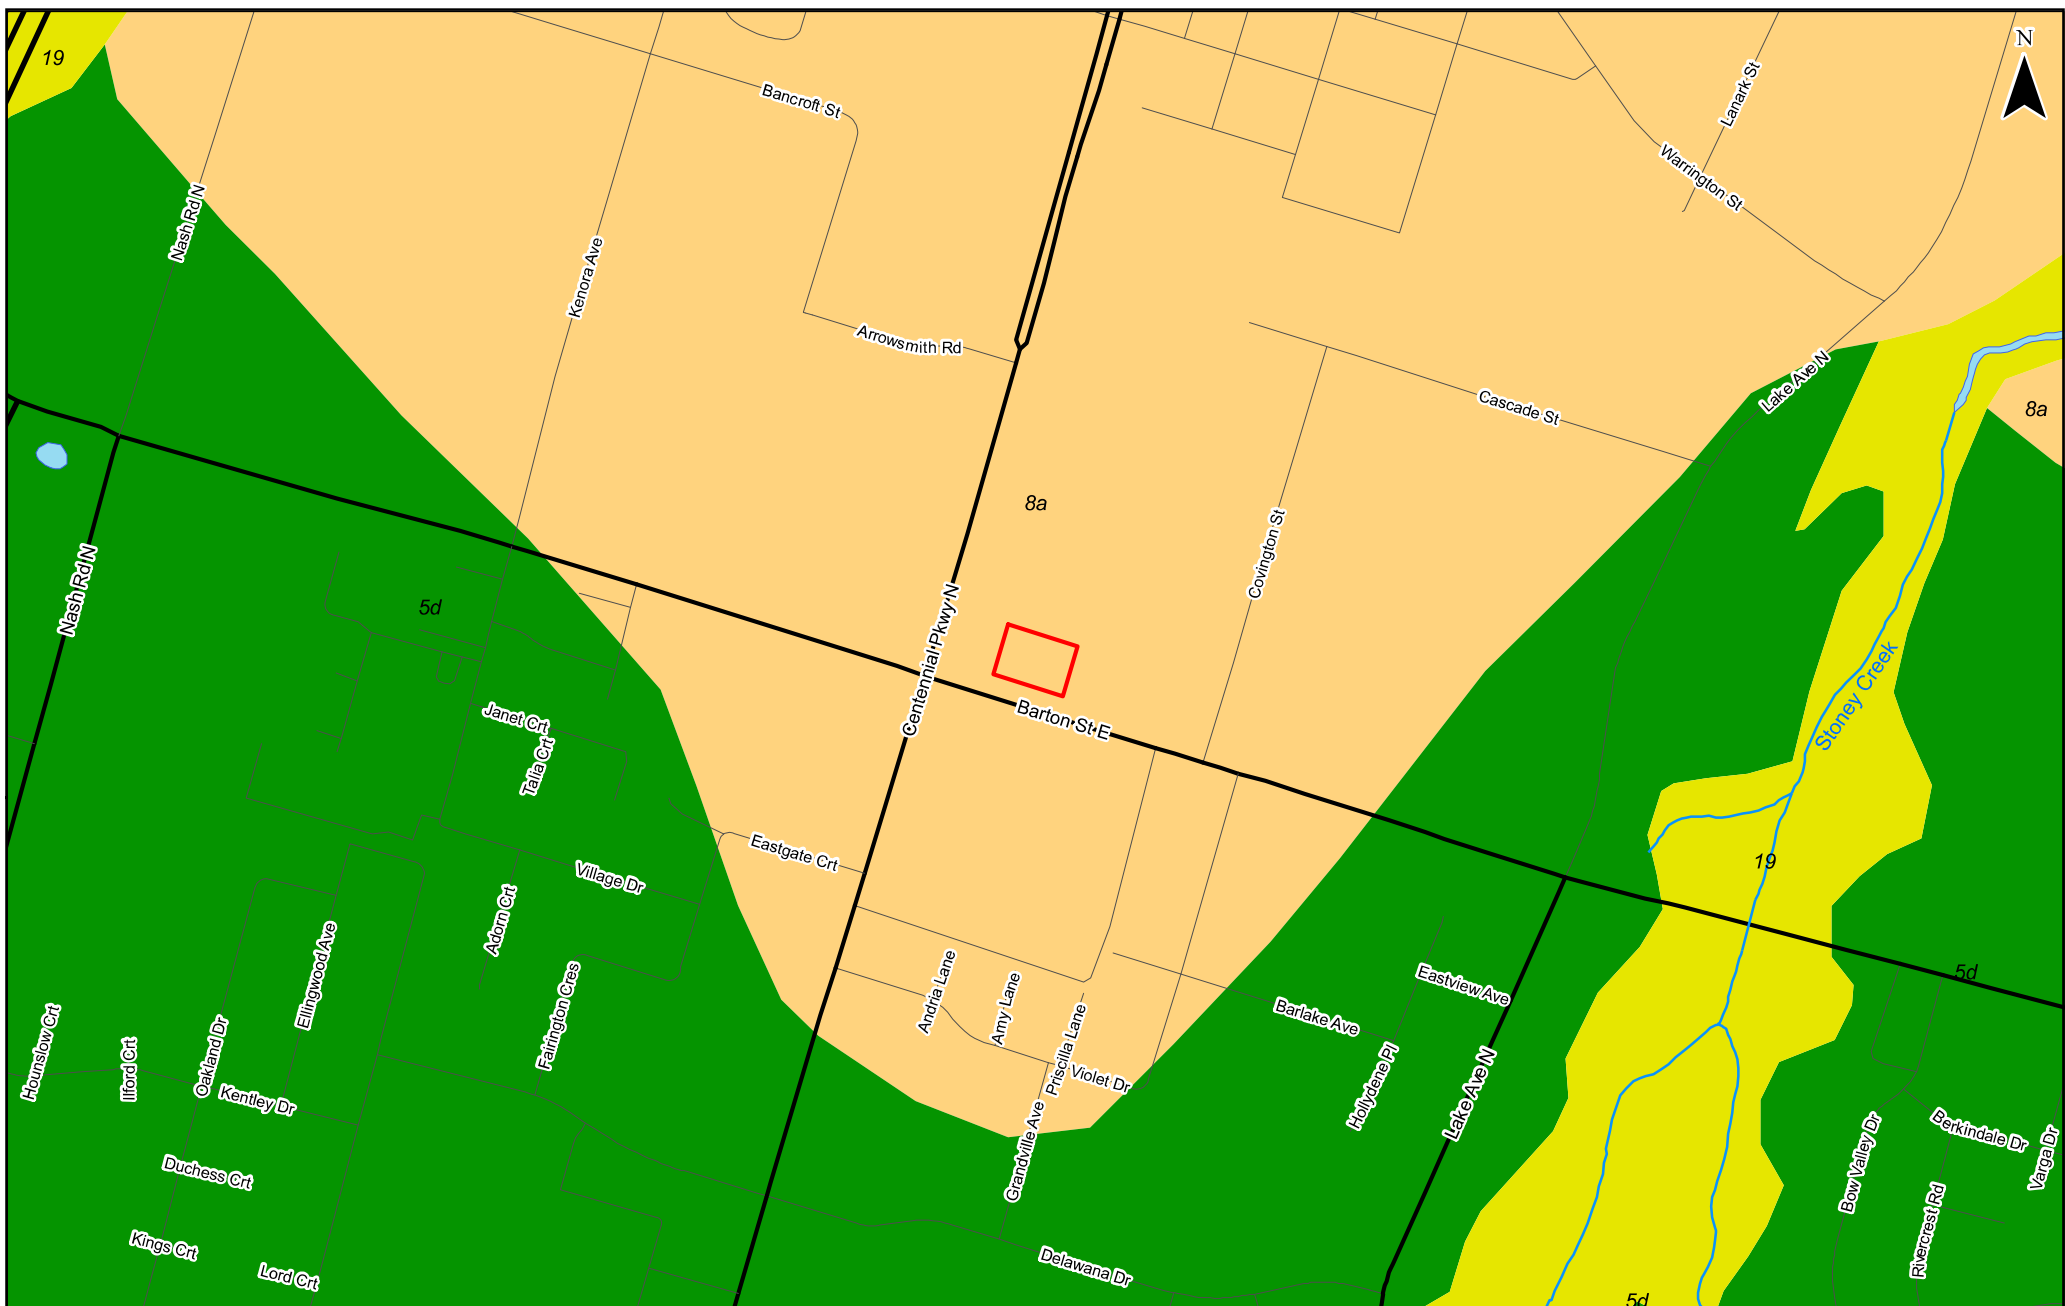 19
N
Bancroft St
Lanark St
Warrington St
Nash Rd N
Kenora Ave
Arrowsmith Rd
Lake Ave N
Cascade St
8a
8a
Covington St
Nash Rd N
5d
Centennial Pkwy N
Barton St E
Stoney Creek
Janet Crt
Talia Crt
Eastgate Crt
Village Dr
19
Adorn Crt
Ellingwood Ave
Fairington Cres
Andria Lane
Amy Lane
Priscilla Lane
Eastview Ave
Barlake Ave
5d
Hounslow Crt
Ilford Crt
Oakland Dr
Kentley Dr
Violet Dr
Hollydene Pl
Lake Ave N
Grandville Ave
Berkindale Dr
Bow Valley Dr
Varga Dr
Duchess Crt
Rivercrest Rd
Kings Crt
Lord Crt
Delawana Dr
5d